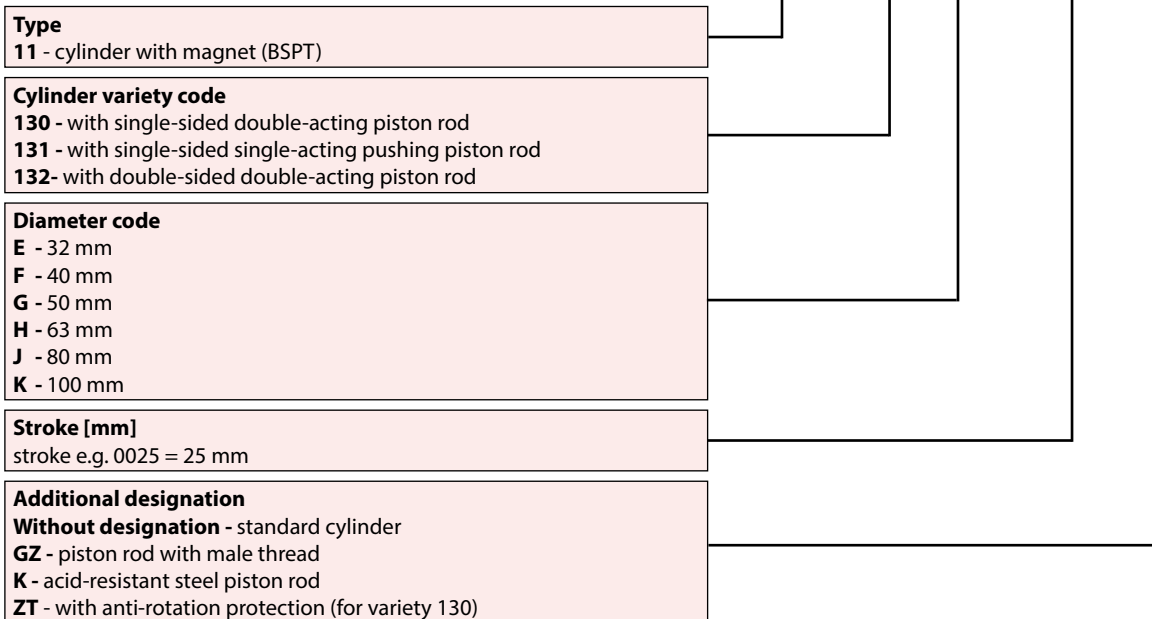 Type
11 - cylinder with magnet (BSPT)
Cylinder variety code
130 - with single-sided double-acting piston rod
131 - with single-sided single-acting pushing piston rod
132- with double-sided double-acting piston rod
Diameter code
E - 32 mm
F - 40 mm
G - 50 mm
H - 63 mm
J - 80 mm
K - 100 mm
Stroke [mm]
stroke e.g. 0025 = 25 mm
Additional designation
Without designation - standard cylinder
GZ - piston rod with male thread
K - acid-resistant steel piston rod
ZT - with anti-rotation protection (for variety 130)